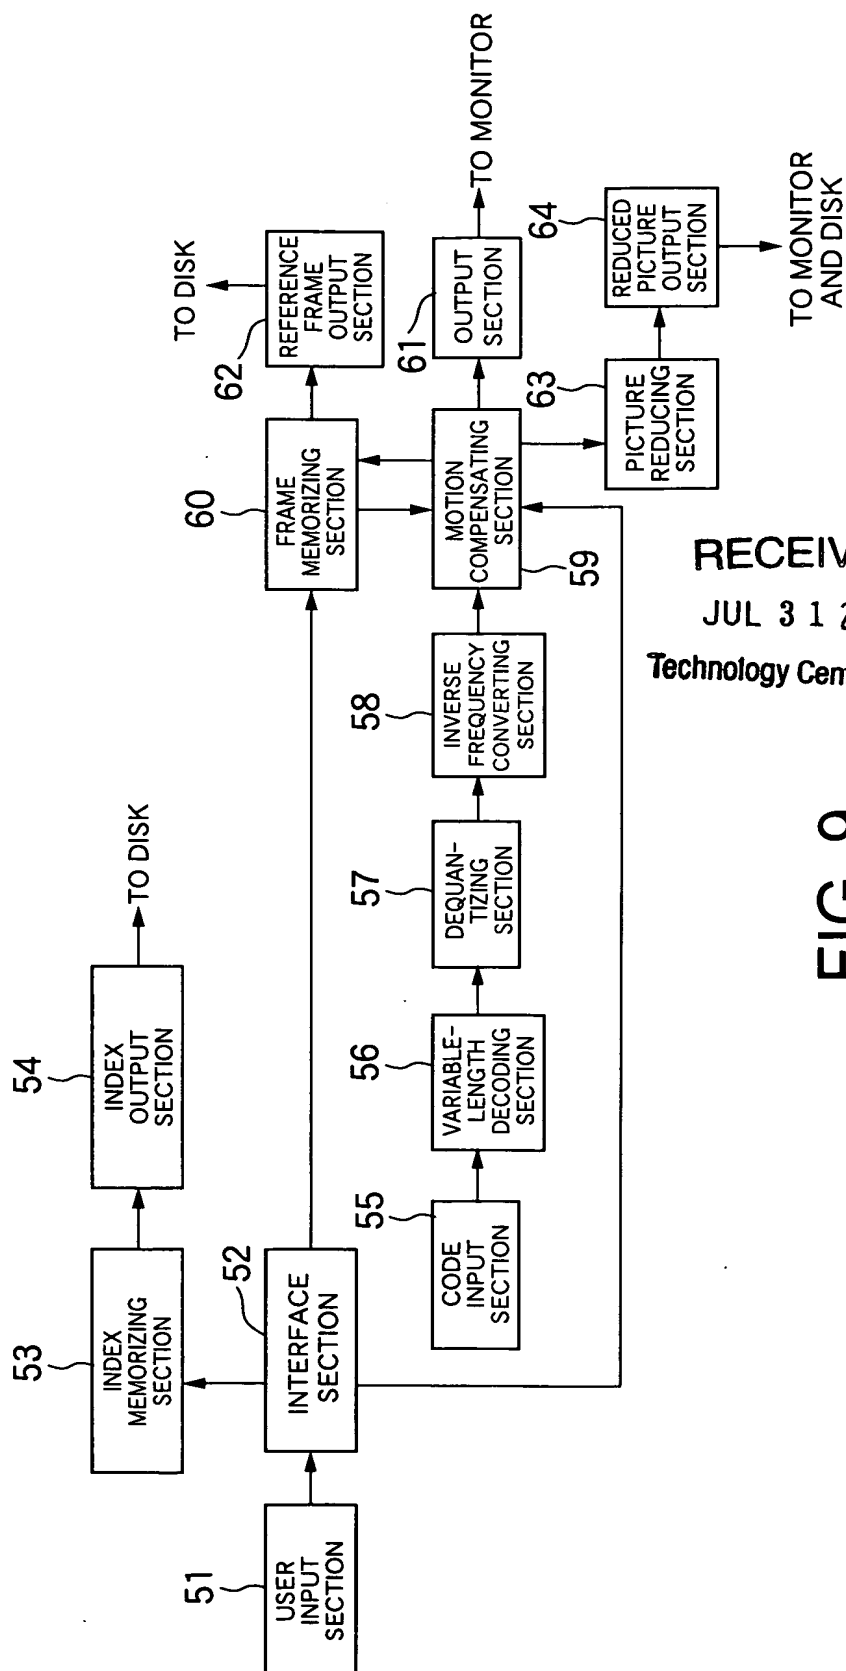 53
INDEX
MEMORIZING
SECTION
54
INDEX
OUTPUT
SECTION
TO DISK
51
USER
INPUT
SECTION
52
INTERFACE
SECTION
60
FRAME
MEMORIZING
SECTION
62
REFERENCE
FRAME
OUTPUT
SECTION
TO DISK
55
CODE
INPUT
SECTION
56
VARIABLE-
LENGTH
DECODING
SECTION
57
DEQUAN-
TIZING
SECTION
58
INVERSE
FREQUENCY
CONVERTING
SECTION
59
MOTION
COMPENSATING
SECTION
61
OUTPUT
SECTION
TO MONITOR
63
PICTURE
REDUCING
SECTION
64
REDUCED
PICTURE
OUTPUT
SECTION
TO MONITOR
AND DISK
JUL 3 1
Technology
FIG. 9